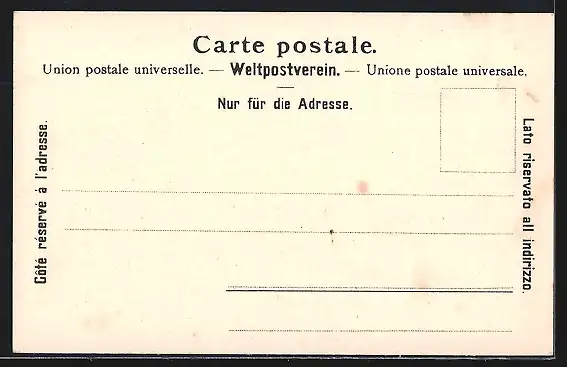 Carte postale.
Union postale universelle. — Weltpostverein. — Unione postale universale.
Nur für die Adresse.
Côté réservé à l'adresse.
Lato riservato all indirizzo.